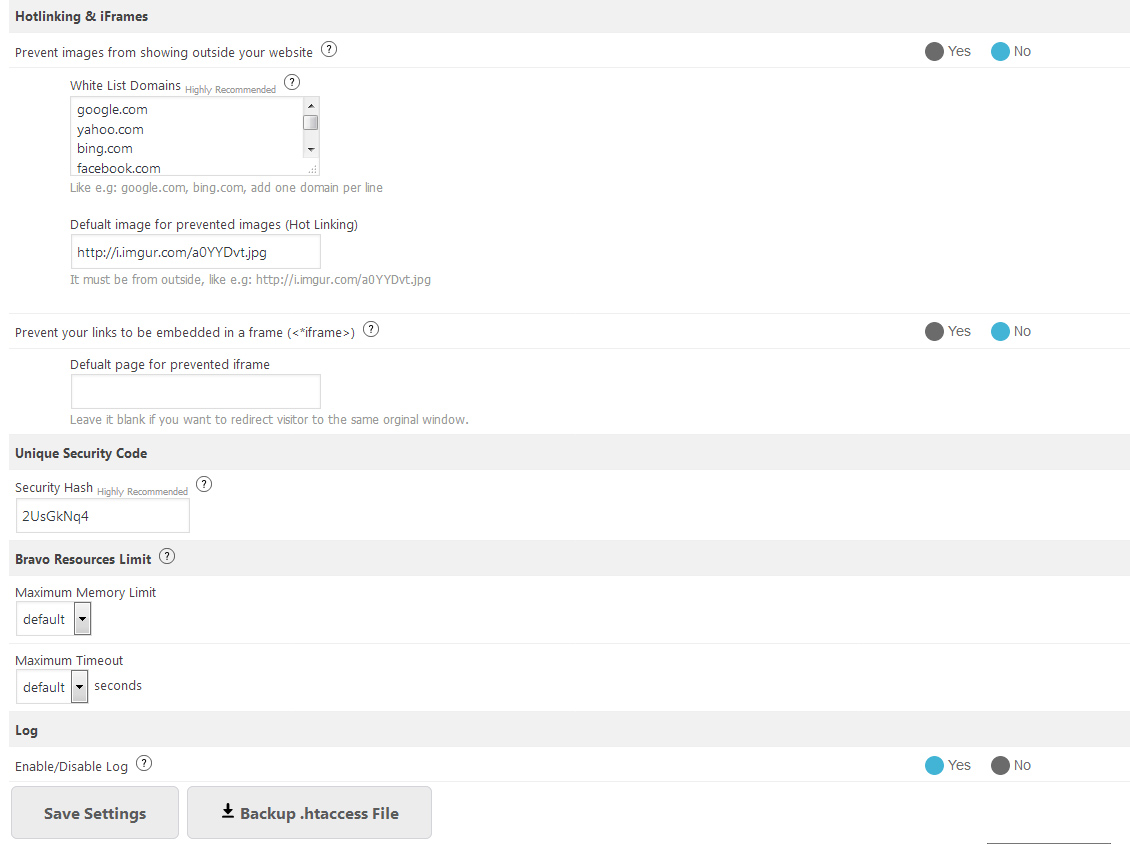 Hotlinking & iFrames
Prevent images from showing outside your website ? Yes No
White List Domains Highly Recommended ?
google.com
yahoo.com
bing.com
facebook.com
Like e.g: google.com, bing.com, add one domain per line
Defualt image for prevented images (Hot Linking)
http://i.imgur.com/a0YYDvt.jpg
It must be from outside, like e.g: http://i.imgur.com/a0YYDvt.jpg
Prevent your links to be embedded in a frame (<*iframe>) ? Yes No
Defualt page for prevented iframe
Leave it blank if you want to redirect visitor to the same orginal window.
Unique Security Code
Security Hash Highly Recommended ?
2UsGkNq4
Bravo Resources Limit ?
Maximum Memory Limit
default
Maximum Timeout
default seconds
Log
Enable/Disable Log ? Yes No
Save Settings Backup .htaccess File